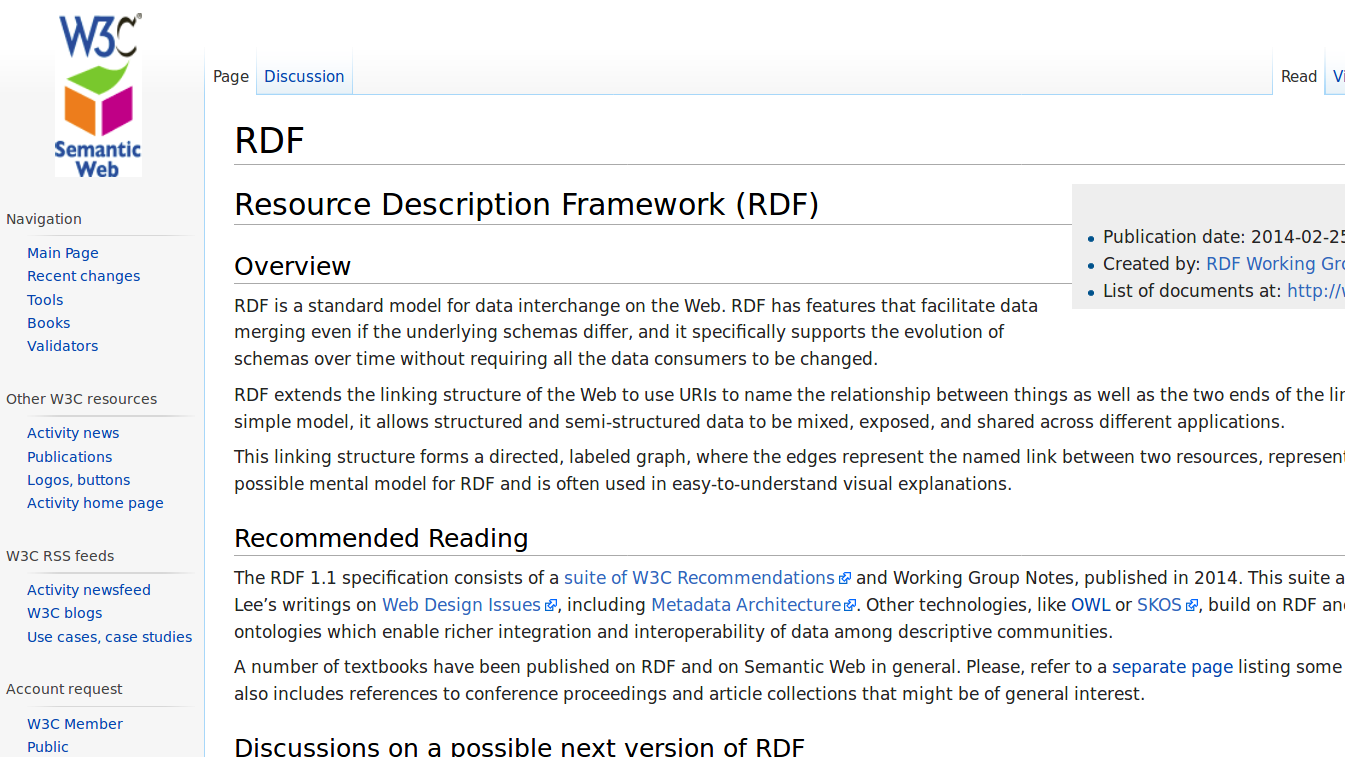 W3C
Semantic
Web
Page
Discussion
Read
Navigation
Main Page
Recent changes
Tools
Books
Validators
Other W3C resources
Activity news
Publications
Logos, buttons
Activity home page
W3C RSS feeds
Activity newsfeed
W3C blogs
Use cases, case studies
Account request
W3C Member
Public
RDF
Resource Description Framework (RDF)
Publication date: 2014-02-25
Created by: RDF Working
List of documents at:
Overview
RDF is a standard model for data interchange on the Web. RDF has features that facilitate data
merging even if the underlying schemas differ, and it specifically supports the evolution of
schemas over time without requiring all the data consumers to be changed.
RDF extends the linking structure of the Web to use URIs to name the relationship between things as well as the two ends of the
simple model, it allows structured and semi-structured data to be mixed, exposed, and shared across different applications.
This linking structure forms a directed, labeled graph, where the edges represent the named link between two resources,
possible mental model for RDF and is often used in easy-to-understand visual explanations.
Recommended Reading
The RDF 1.1 specification consists of a suite of W3C Recommendations and Working Group Notes, published in 2014. This suite
Lee's writings on Web Design Issues, including Metadata Architecture. Other technologies, like OWL or SKOS, build on RDF
ontologies which enable richer integration and interoperability of data among descriptive communities.
A number of textbooks have been published on RDF and on Semantic Web in general. Please, refer to a separate page listing some
also includes references to conference proceedings and article collections that might be of general interest.
Discussions on a possible next version of RDF